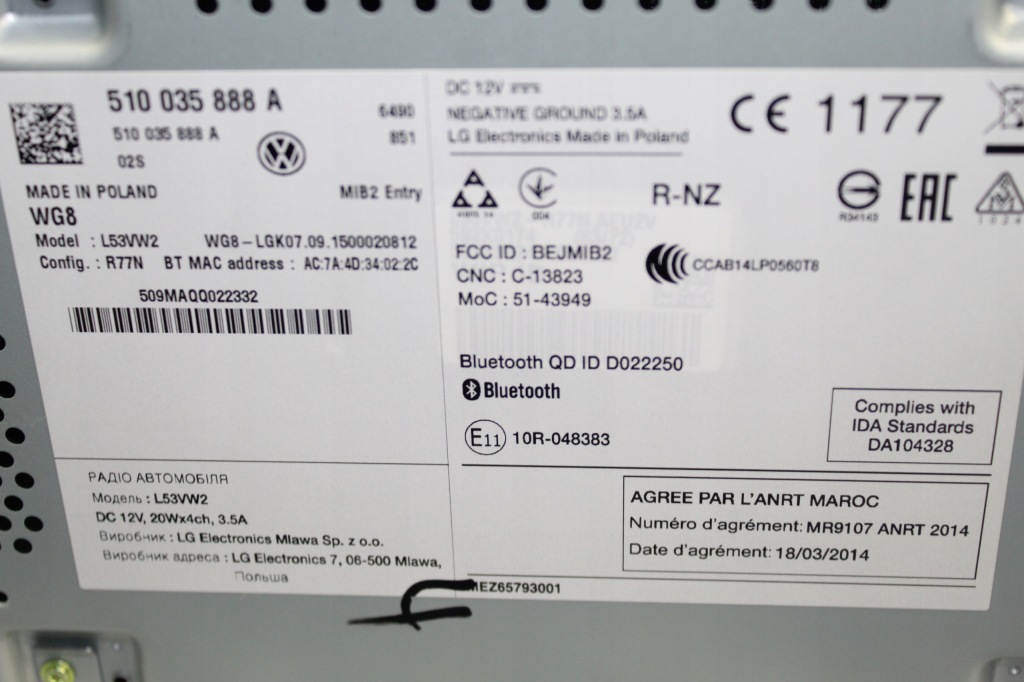 510 035 888 A
510 035 888 A
02S
6490
851
MADE IN POLAND
MIB2 Entry
WG8
Model : L53VW2 WG8-LGK07.09.1500020812
Config. : R77N BT MAC address : AC:7A:4D:34:02:2C
509MAQQ022332
DC 12V
NEGATIVE GROUND 3.5A
LG Electronics Made in Poland
CE 1177
R-NZ
EAC
FCC ID : BEJMIB2
CNC : C-13823
MoC : 51-43949
CCAB14LP0560T8
Bluetooth QD ID D022250
Bluetooth
E11 10R-048383
Complies with
IDA Standards
DA104328
РАДІО АВТОМОБІЛЯ
Модель : L53VW2
DC 12V, 20Wx4ch, 3.5A
Виробник : LG Electronics Mlawa Sp. z o.o.
Виробник адреса : LG Electronics 7, 06-500 Mlawa,
Польша
AGREE PAR L'ANRT MAROC
Numéro d'agrément: MR9107 ANRT 2014
Date d'agrément: 18/03/2014
MEZ65793001